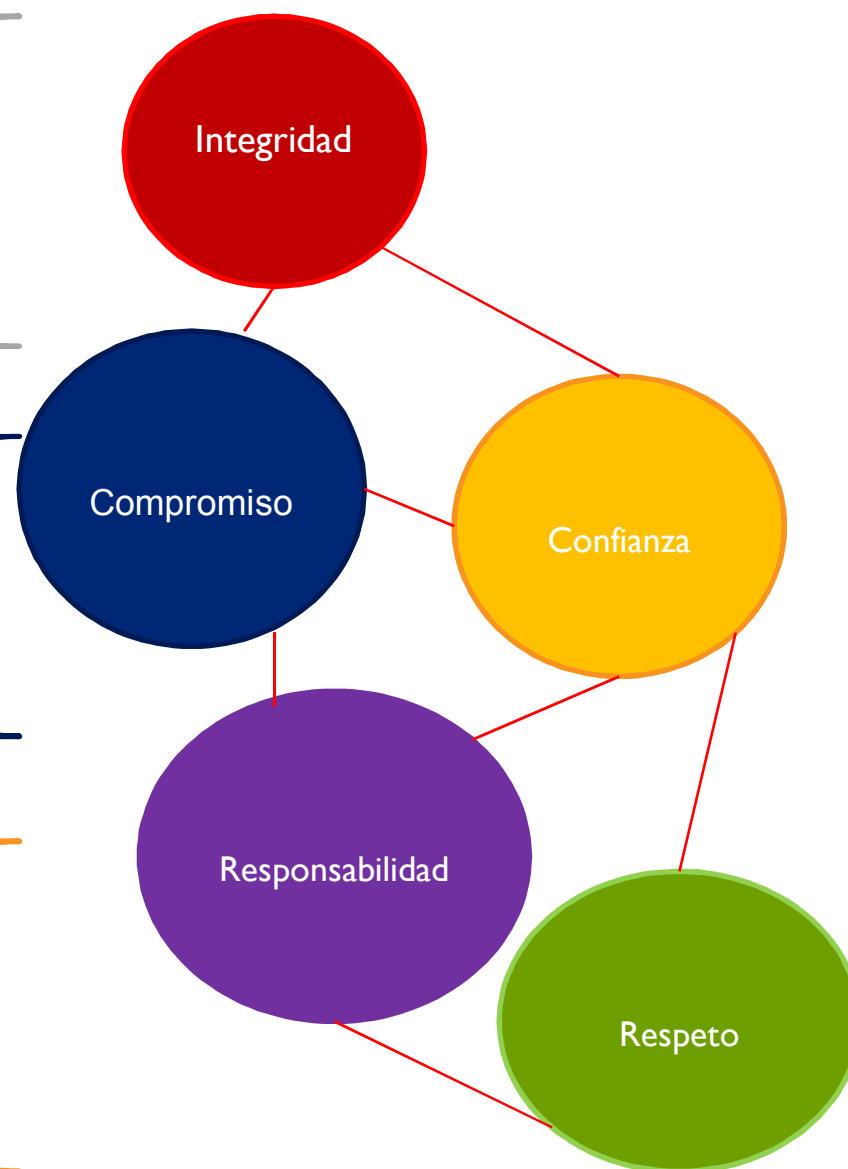 Integridad
Compromiso
Confianza
Responsabilidad
Respeto